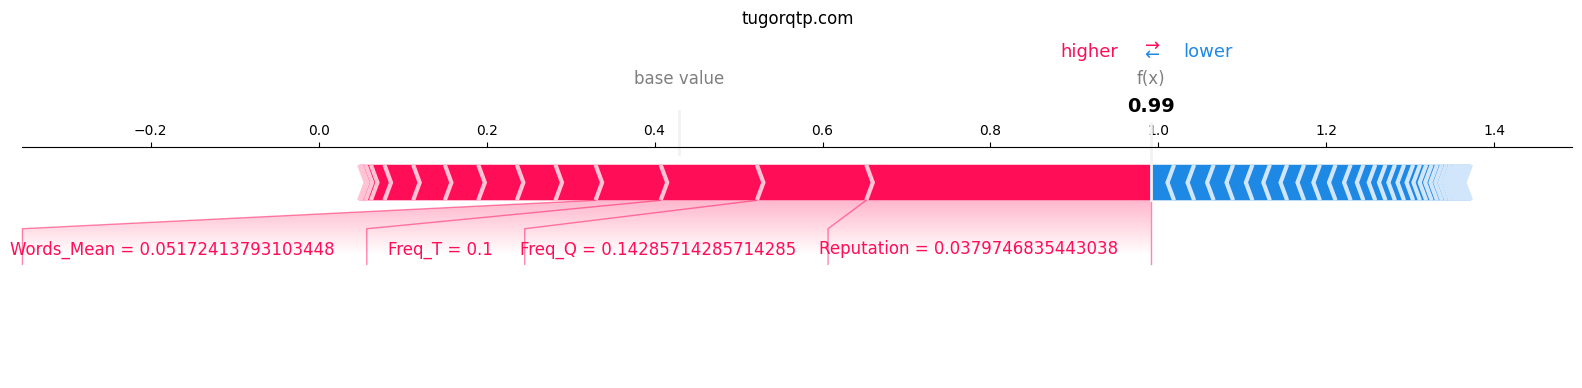 tugorqtp.com
higher ⇄ lower
base value f(x)
0.99
−0.2 0.0 0.2 0.4 0.6 0.8 1.0 1.2 1.4
Words_Mean = 0.05172413793103448 Freq_T = 0.1 Freq_Q = 0.14285714285714285 Reputation = 0.0379746835443038